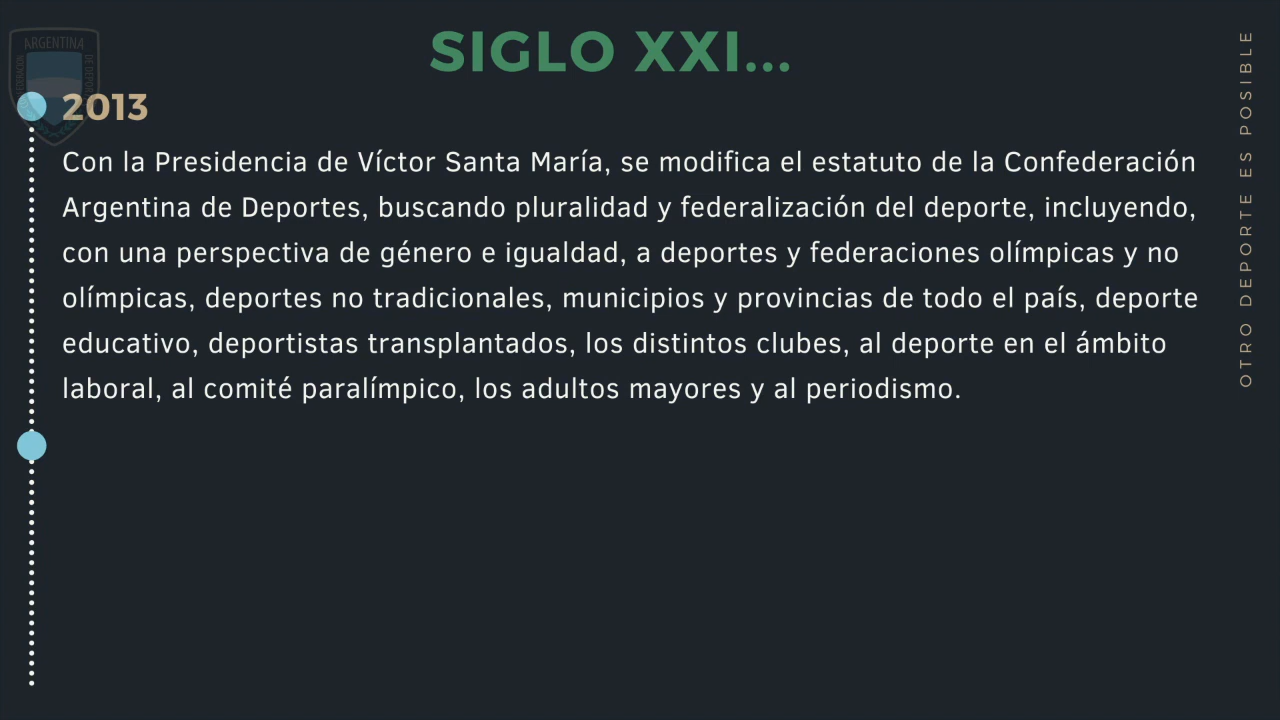 SIGLO XXI...
ARGENTINA
CONFEDERACION
DE DEPORTES
2013
Con la Presidencia de Víctor Santa María, se modifica el estatuto de la Confederación
Argentina de Deportes, buscando pluralidad y federalización del deporte, incluyendo,
con una perspectiva de género e igualdad, a deportes y federaciones olímpicas y no
olímpicas, deportes no tradicionales, municipios y provincias de todo el país, deporte
educativo, deportistas transplantados, los distintos clubes, al deporte en el ámbito
laboral, al comité paralímpico, los adultos mayores y al periodismo.
OTRO DEPORTE ES POSIBLE